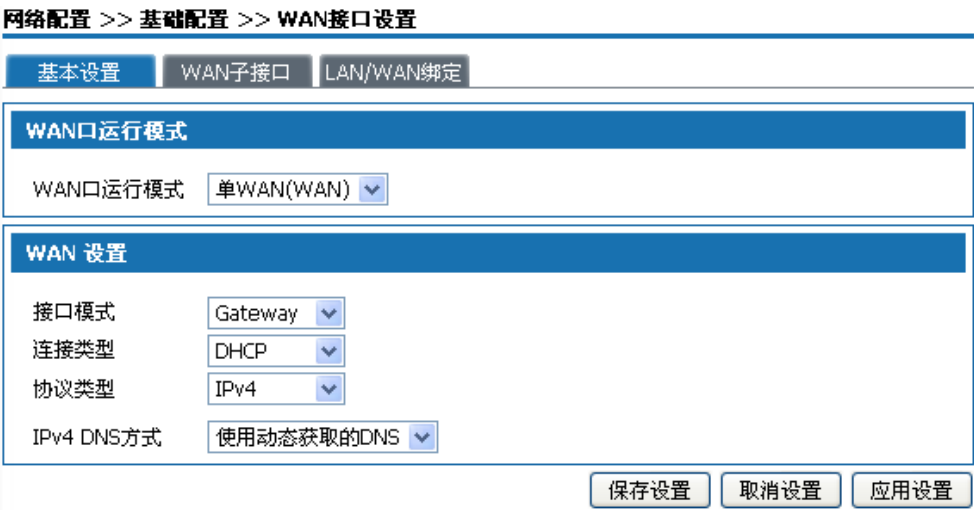 网络配置 >> 基础配置 >> WAN接口设置
基本设置 WAN子接口 LAN/WAN绑定
WAN口运行模式
WAN口运行模式 单WAN(WAN)
WAN 设置
接口模式 Gateway
连接类型 DHCP
协议类型 IPv4
IPv4 DNS方式 使用动态获取的DNS
保存设置 取消设置 应用设置